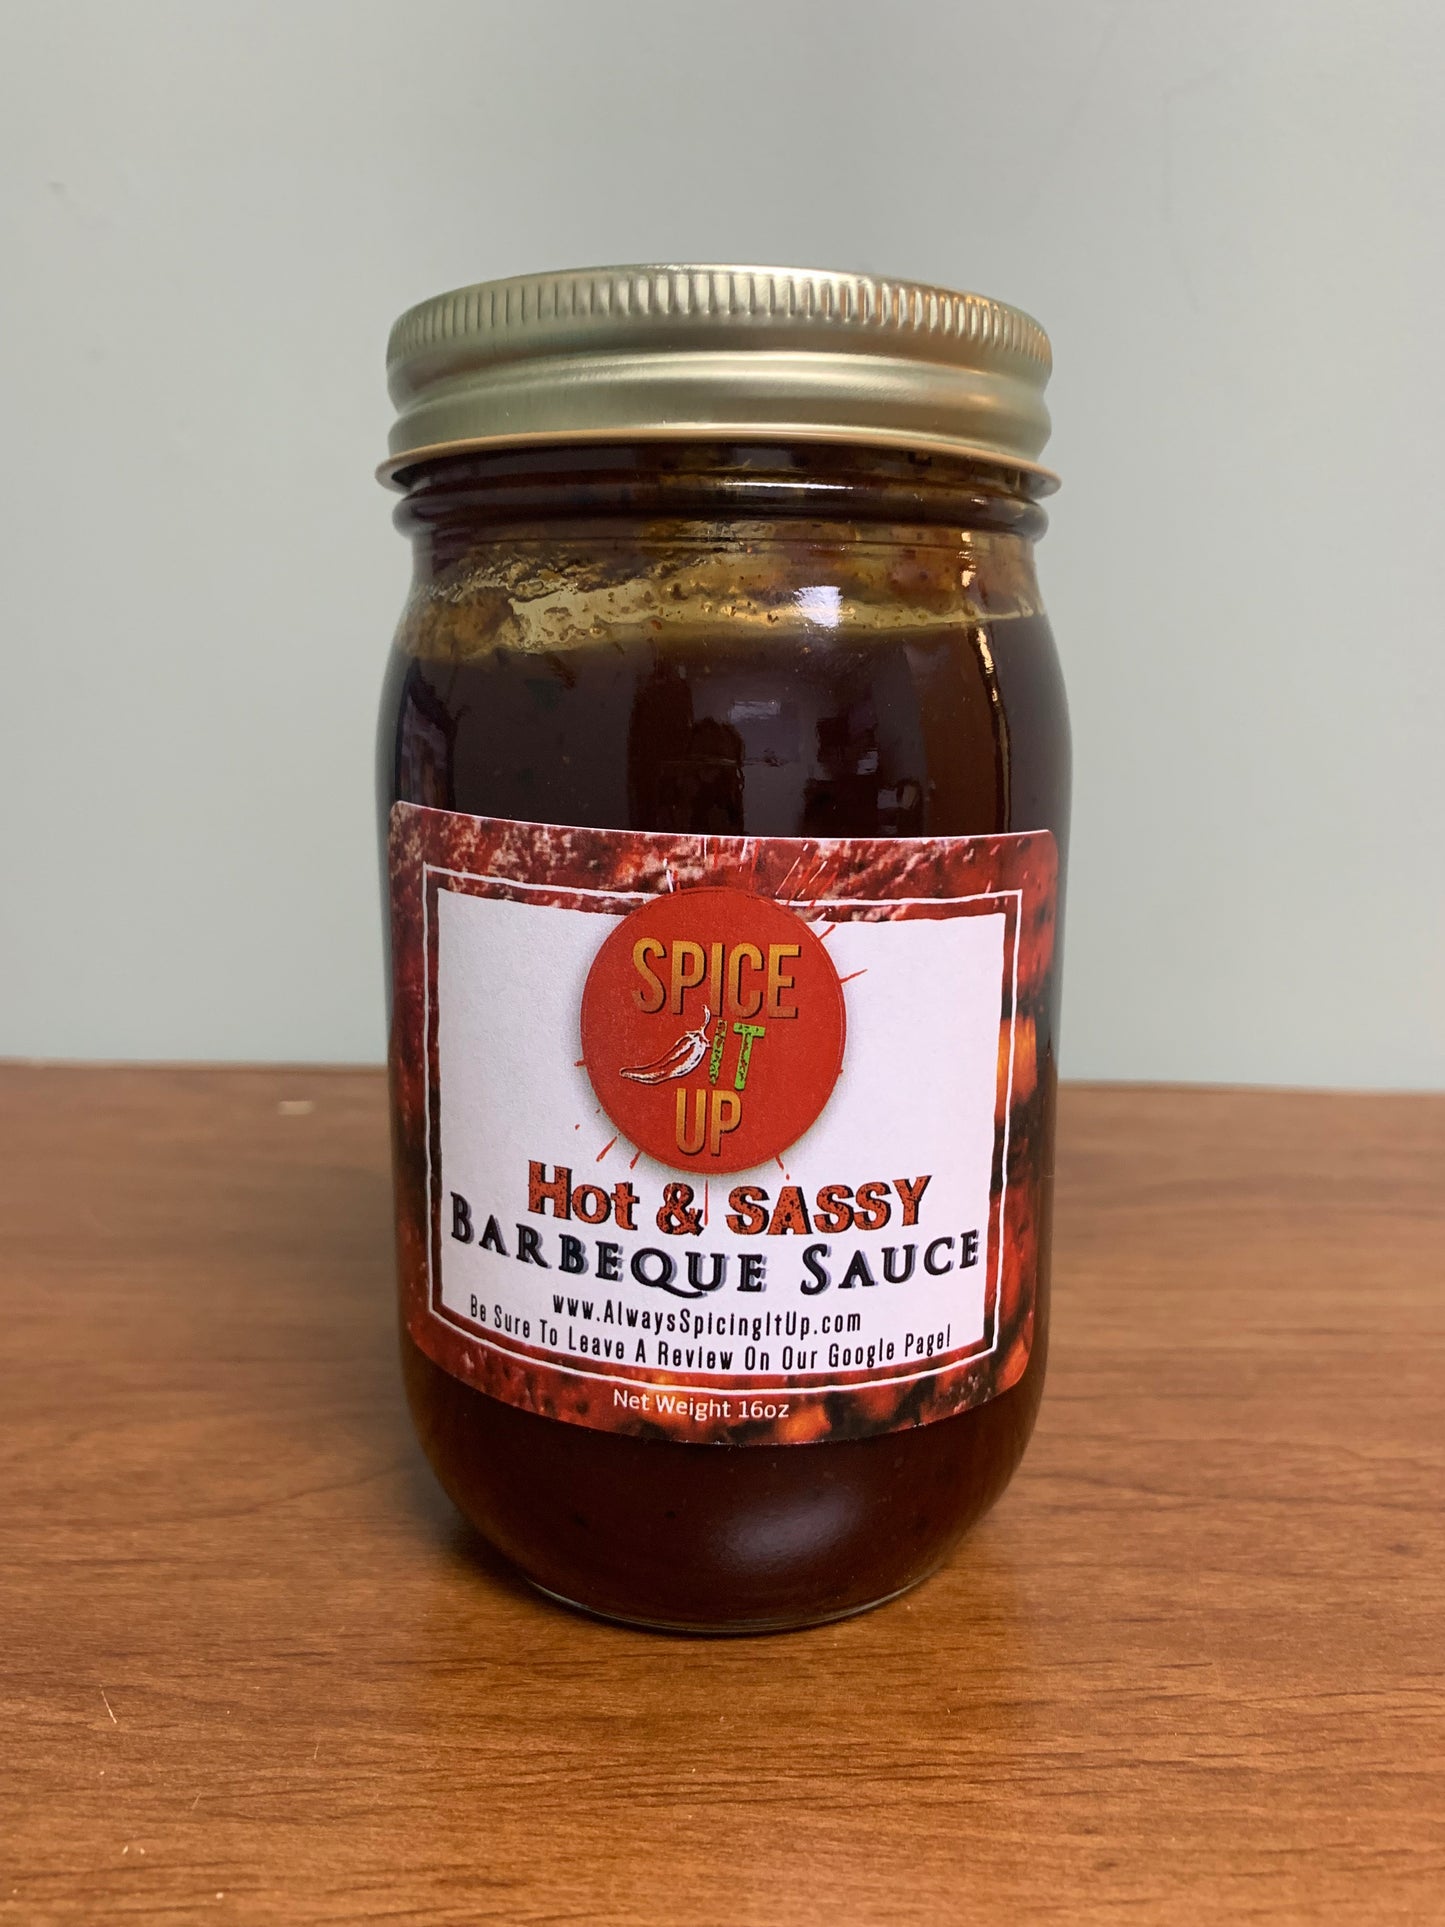 SPICE
IT
UP
Hot & SASSY
BARBEQUE SAUCE
www.AlwaysSpicingItUp.com
Be Sure To Leave A Review On Our Google Page!
Net Weight 16oz